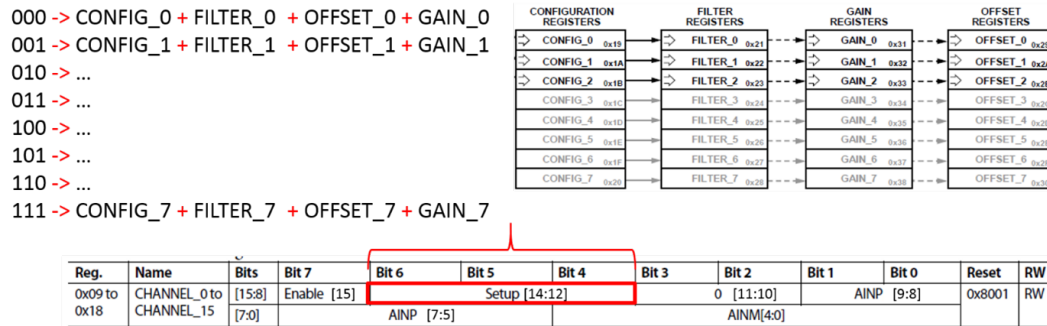 000 -> CONFIG_0 + FILTER_0 + OFFSET_0 + GAIN_0
001 -> CONFIG_1 + FILTER_1 + OFFSET_1 + GAIN_1
010 -> ...
011 -> ...
100 -> ...
101 -> ...
110 -> ...
111 -> CONFIG_7 + FILTER_7 + OFFSET_7 + GAIN_7
CONFIGURATION REGISTERS FILTER REGISTERS GAIN REGISTERS OFFSET REGISTERS
CONFIG_0 0x19 FILTER_0 0x21 GAIN_0 0x31 OFFSET_0 0x29
CONFIG_1 0x1A FILTER_1 0x22 GAIN_1 0x32 OFFSET_1
CONFIG_2 0x1B FILTER_2 0x23 GAIN_2 0x33 OFFSET_2
CONFIG_3 0x1C FILTER_3 0x24 GAIN_3 0x34 OFFSET_3
CONFIG_4 0x1D FILTER_4 0x25 GAIN_4 0x35 OFFSET_4
CONFIG_5 0x1E FILTER_5 0x26 GAIN_5 0x36 OFFSET_5
CONFIG_6 0x1F FILTER_6 0x27 GAIN_6 0x37 OFFSET_6
CONFIG_7 0x20 FILTER_7 0x28 GAIN_7 0x38 OFFSET_7 0x30
Reg. Name Bits Bit 7 Bit 6 Bit 5 Bit 4 Bit 3 Bit 2 Bit 1 Bit 0 Reset RW
0x09 to CHANNEL_0 to [15:8] Enable [15] Setup [14:12] 0 [11:10] AINP [9:8] 0x8001 RW
0x18 CHANNEL_15 [7:0] AINP [7:5] AINM[4:0]